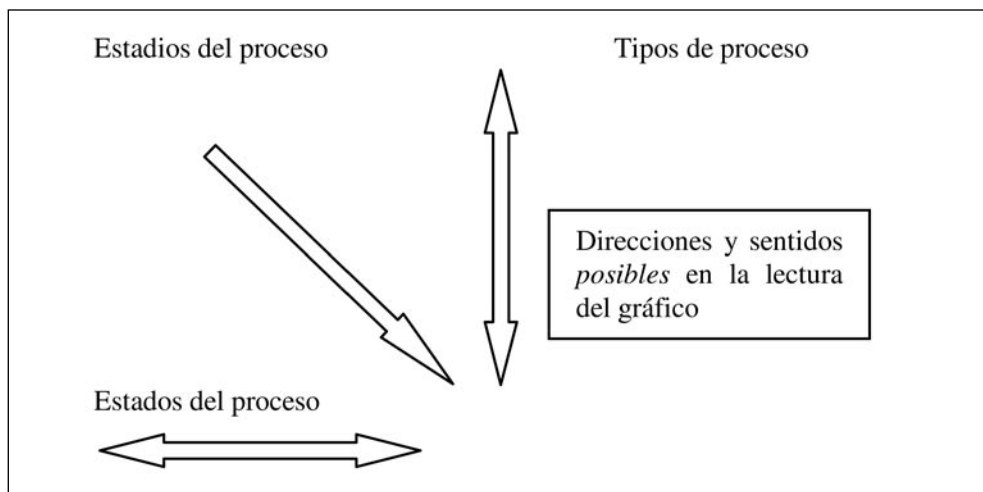 Estadios del proceso
Tipos de proceso
Direcciones y sentidos
posibles en la lectura
del gráfico
Estados del proceso